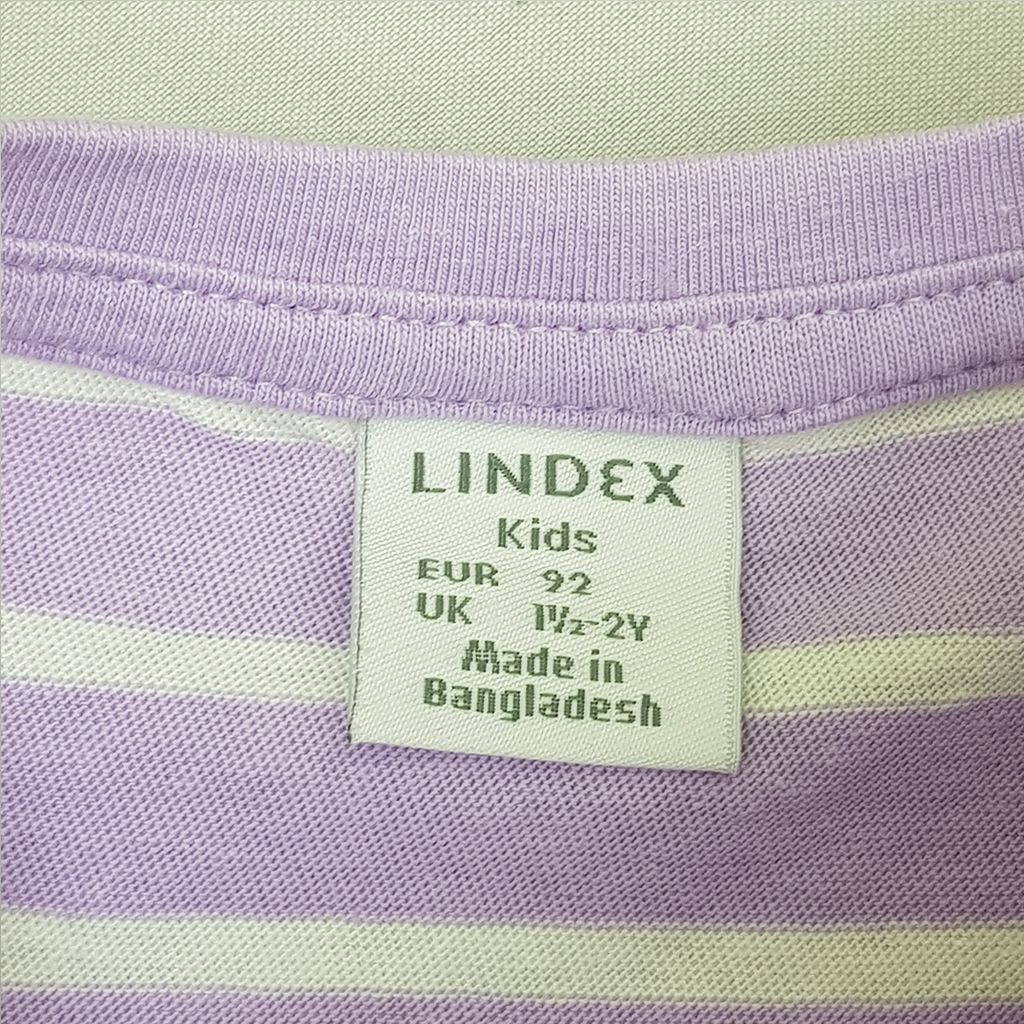 LINDEX
Kids
EUR 92
UK 1½-2Y
Made in
Bangladesh